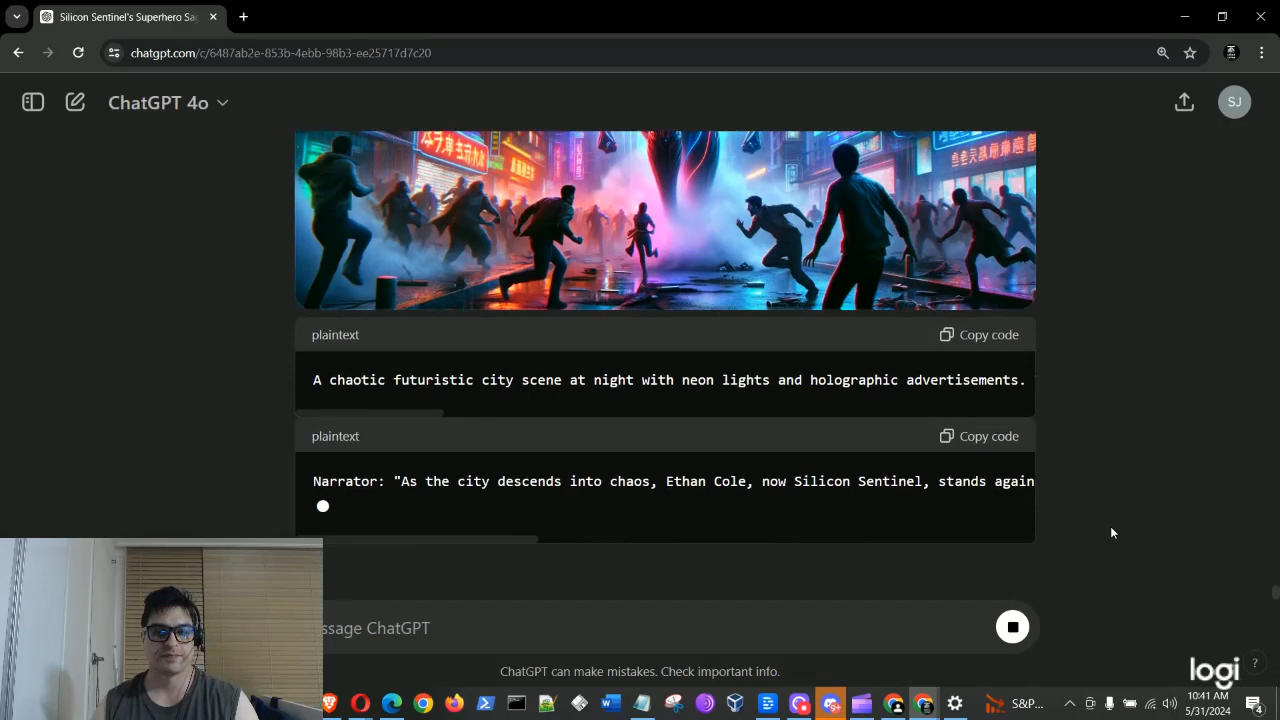 Silicon Sentinel's Superhero Sa
chatgpt.com/c/6487ab2e-853b-4ebb-98b3-ee25717d7c20
ChatGPT 4o
SJ
plaintext
Copy code
A chaotic futuristic city scene at night with neon lights and holographic advertisements.
plaintext
Copy code
Narrator: "As the city descends into chaos, Ethan Cole, now Silicon Sentinel, stands again
ssage ChatGPT
ChatGPT can make mistakes. Check important info.
?
logi
S&P...
10:41 AM
5/31/2024
4